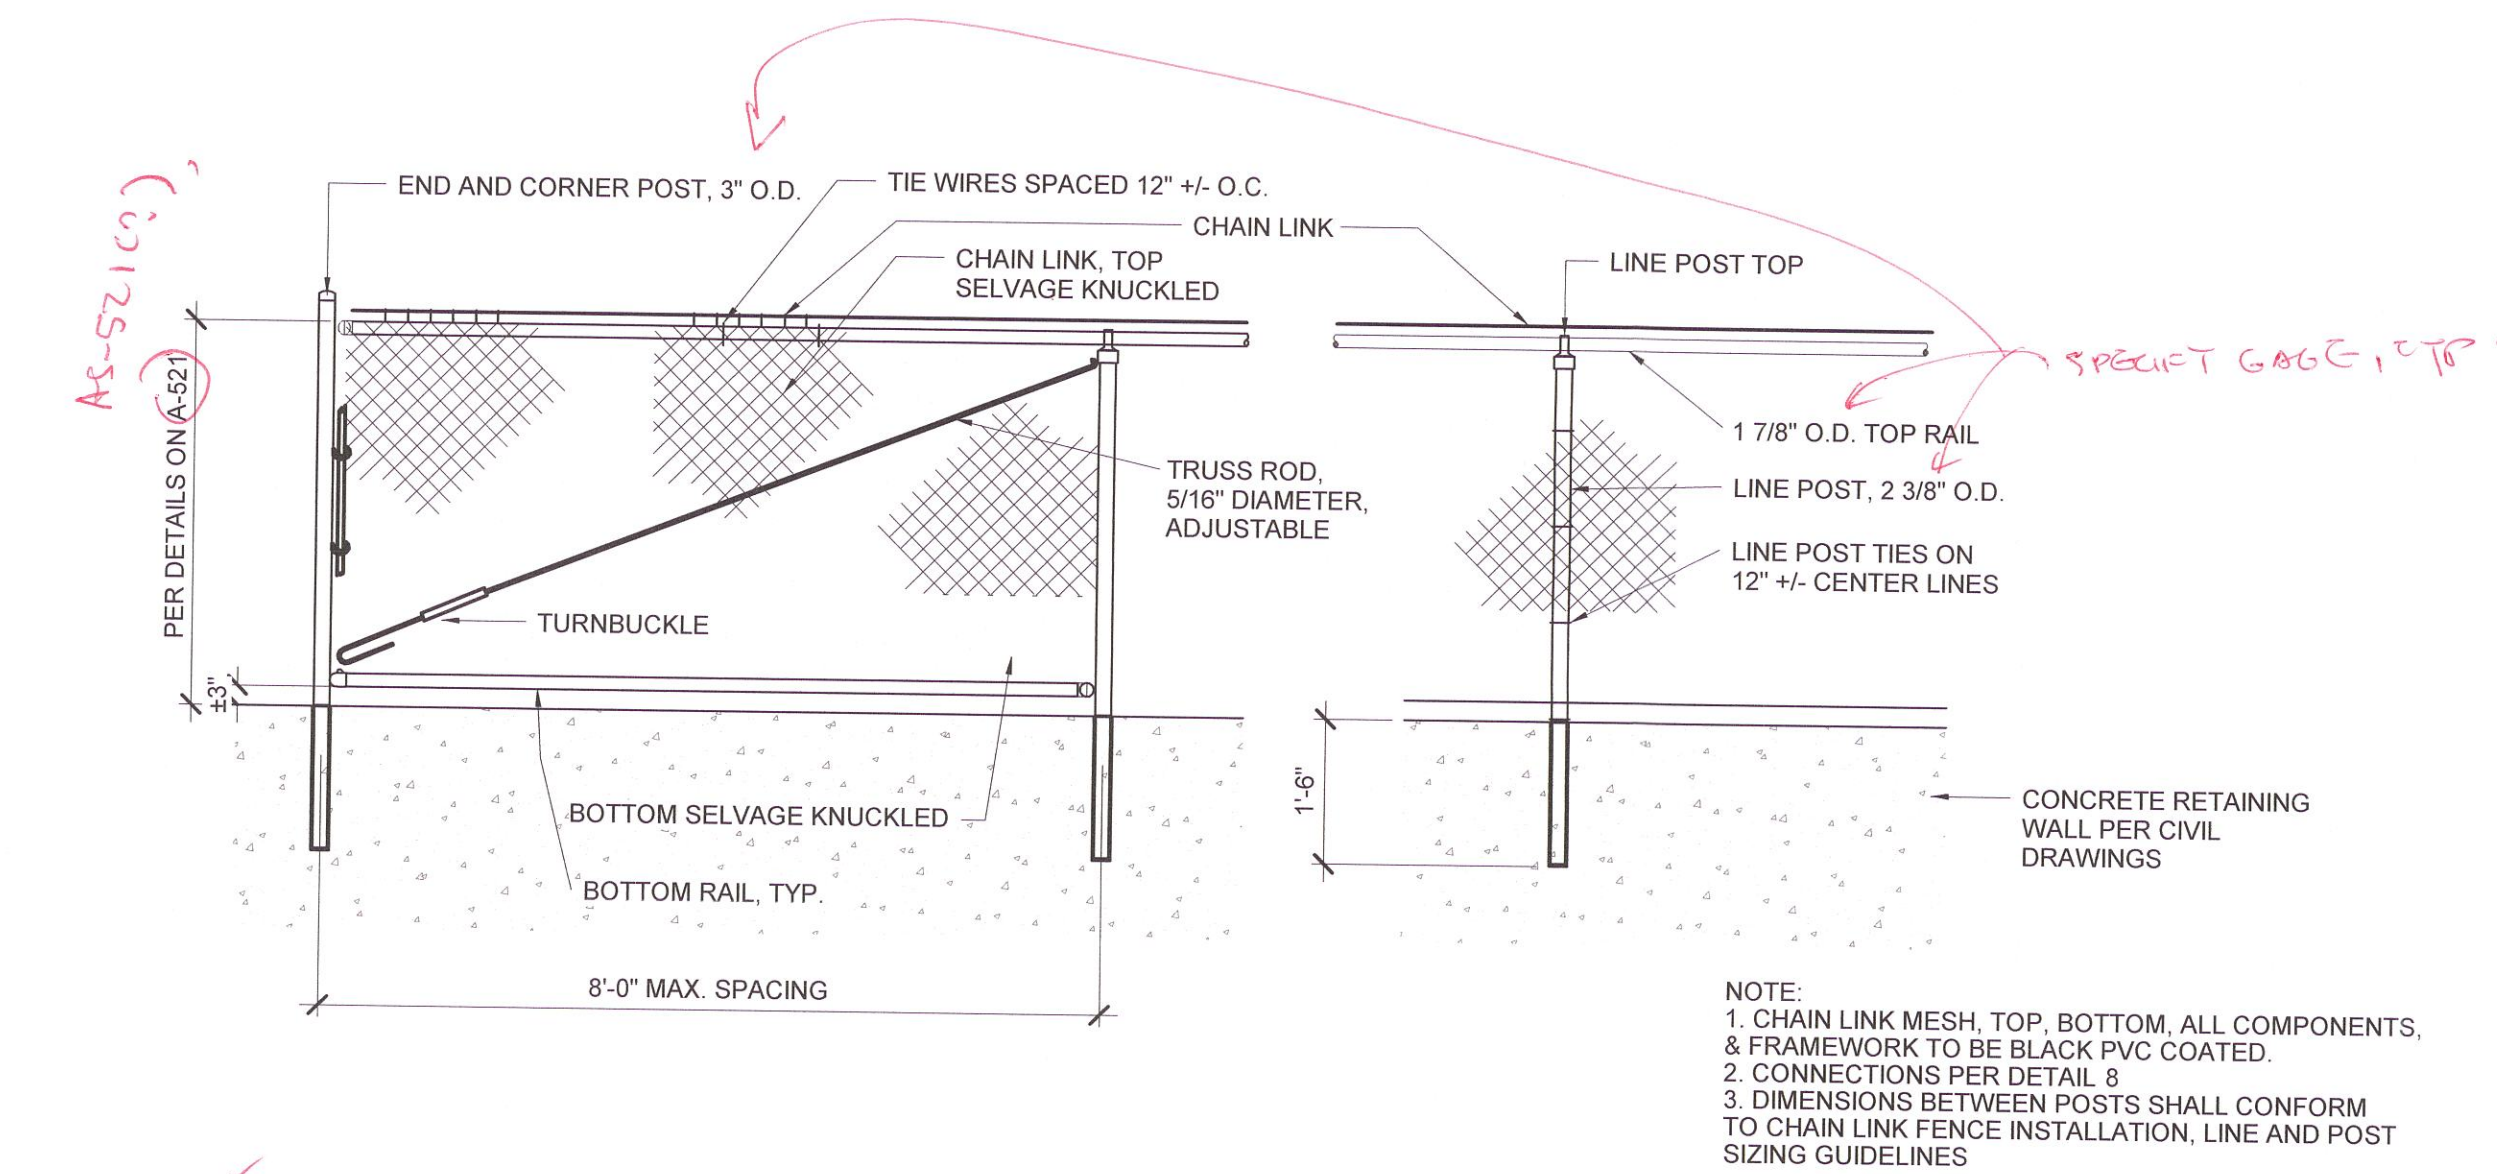 END AND CORNER POST, 3" O.D.
TIE WIRES SPACED 12" +/- O.C.
CHAIN LINK
CHAIN LINK, TOP
SELVAGE KNUCKLED
LINE POST TOP
AS-521(?),
PER DETAILS ON A-521
SPECIFY GAGE, TYP
1 7/8" O.D. TOP RAIL
TRUSS ROD,
5/16" DIAMETER,
ADJUSTABLE
LINE POST, 2 3/8" O.D.
LINE POST TIES ON
12" +/- CENTER LINES
TURNBUCKLE
±3"
1'-6"
BOTTOM SELVAGE KNUCKLED
BOTTOM RAIL, TYP.
CONCRETE RETAINING
WALL PER CIVIL
DRAWINGS
8'-0" MAX. SPACING
NOTE:
1. CHAIN LINK MESH, TOP, BOTTOM, ALL COMPONENTS,
& FRAMEWORK TO BE BLACK PVC COATED.
2. CONNECTIONS PER DETAIL 8
3. DIMENSIONS BETWEEN POSTS SHALL CONFORM
TO CHAIN LINK FENCE INSTALLATION, LINE AND POST
SIZING GUIDELINES